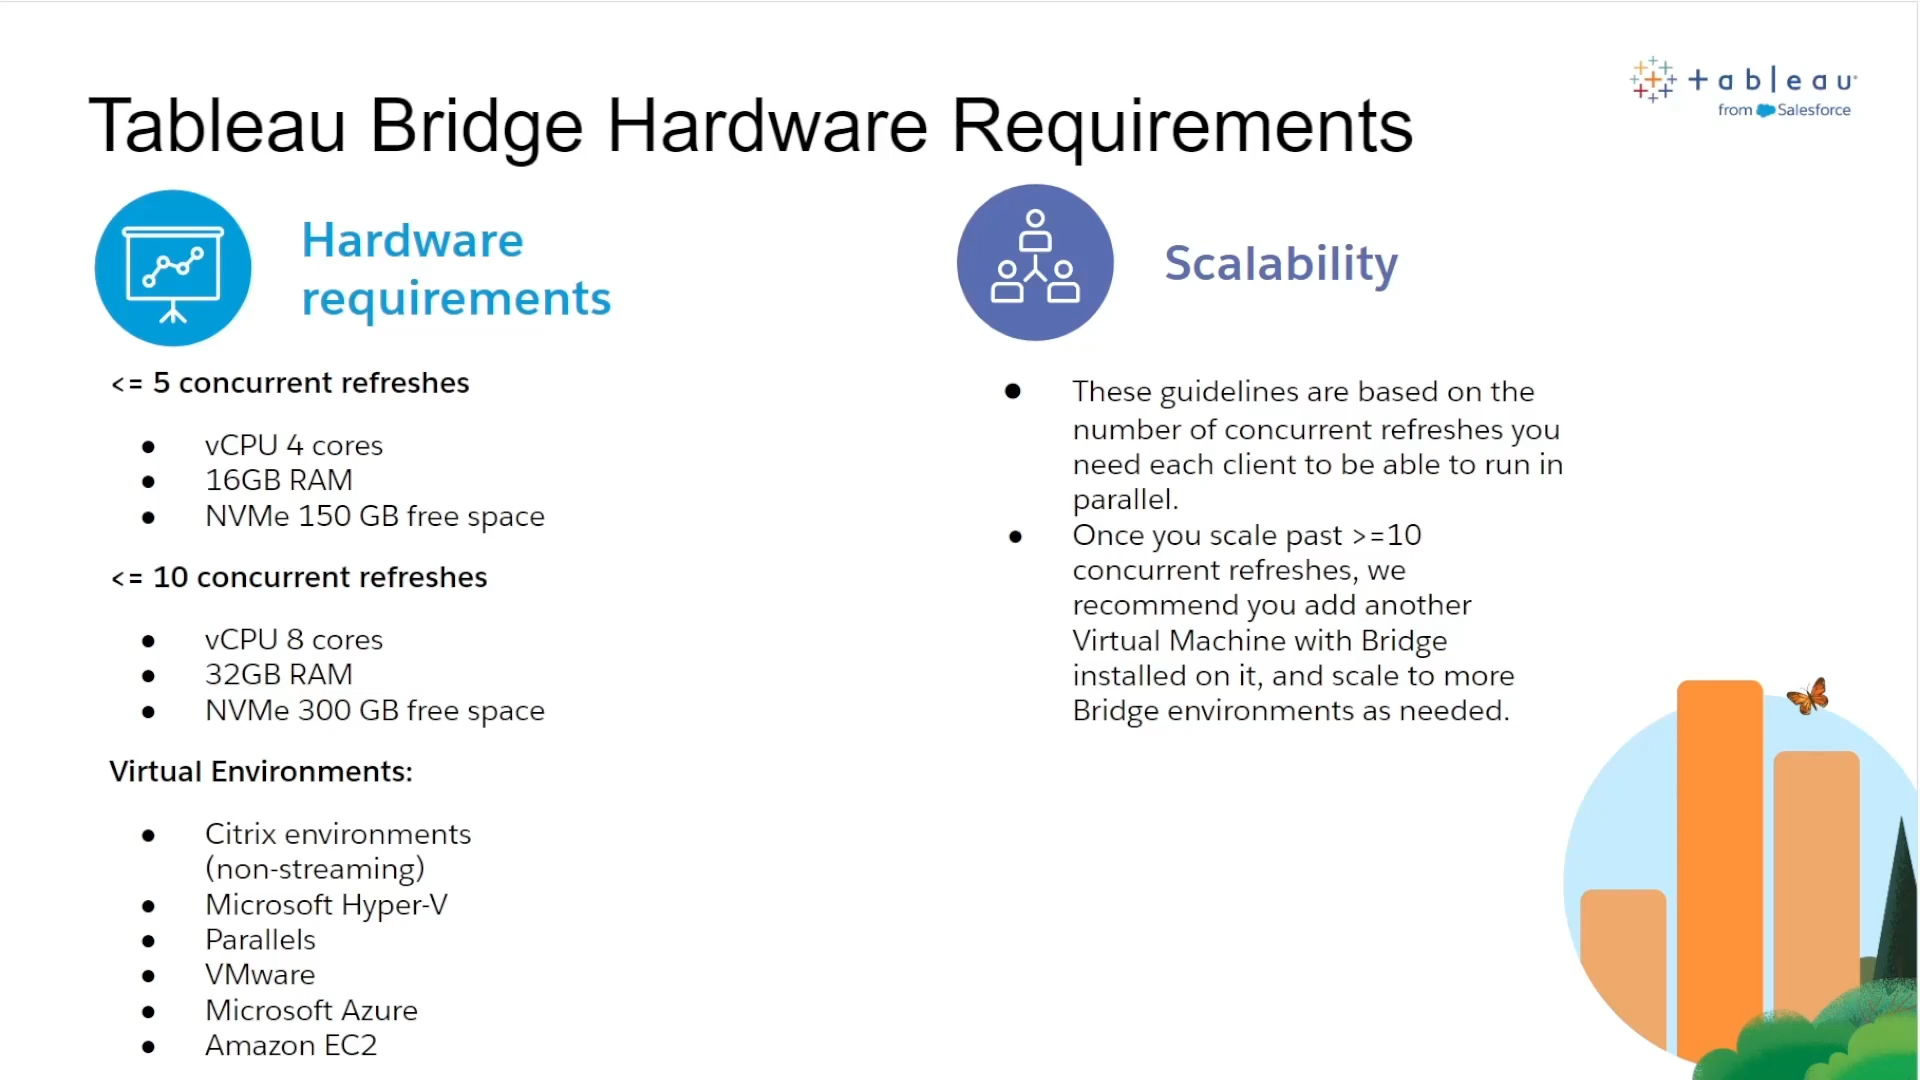 tableau
from Salesforce
Tableau Bridge Hardware Requirements
Hardware
requirements
<= 5 concurrent refreshes
● vCPU 4 cores
● 16GB RAM
● NVMe 150 GB free space
<= 10 concurrent refreshes
● vCPU 8 cores
● 32GB RAM
● NVMe 300 GB free space
Virtual Environments:
● Citrix environments
(non-streaming)
● Microsoft Hyper-V
● Parallels
● VMware
● Microsoft Azure
● Amazon EC2
Scalability
● These guidelines are based on the
number of concurrent refreshes you
need each client to be able to run in
parallel.
● Once you scale past >=10
concurrent refreshes, we
recommend you add another
Virtual Machine with Bridge
installed on it, and scale to more
Bridge environments as needed.